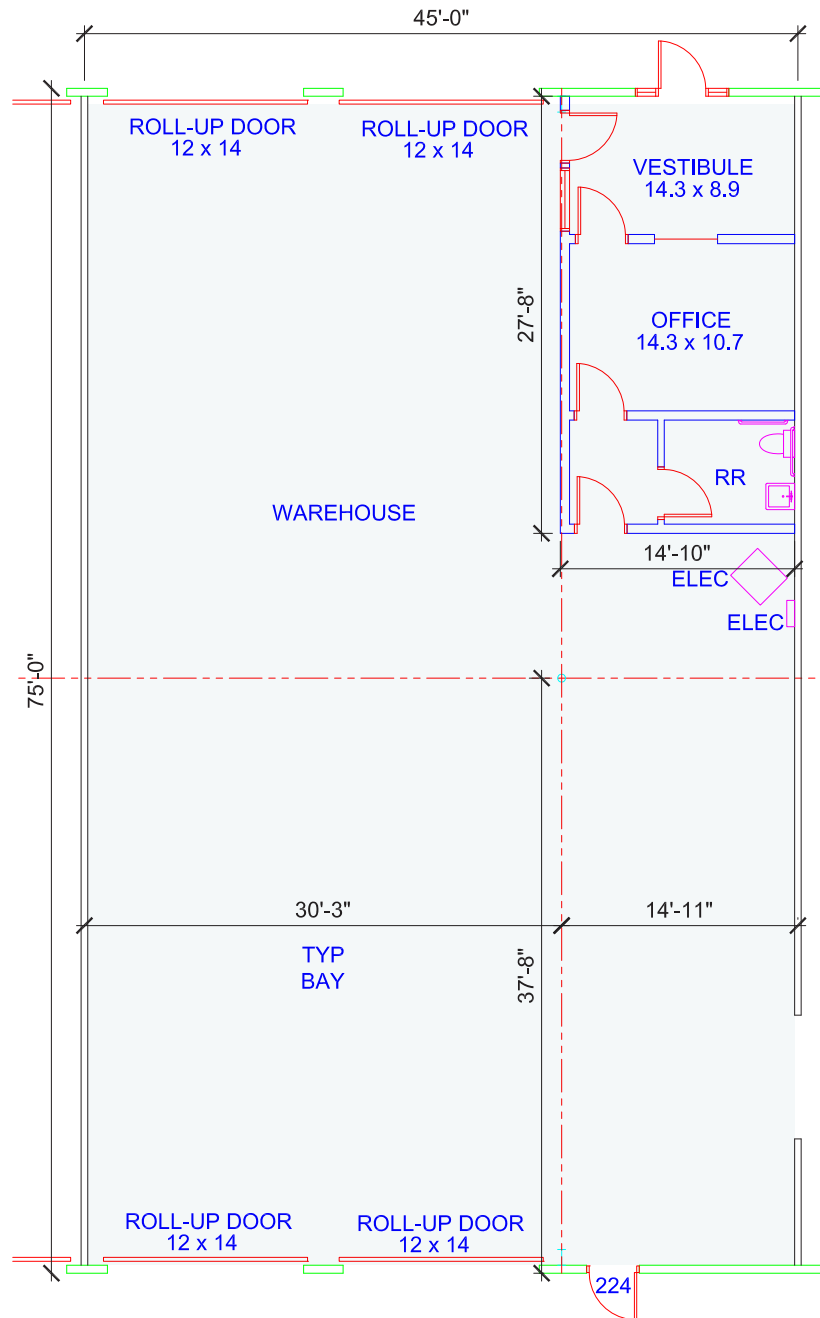 45'-0"
ROLL-UP DOOR
12 x 14
ROLL-UP DOOR
12 x 14
VESTIBULE
14.3 x 8.9
27'-8"
OFFICE
14.3 x 10.7
RR
WAREHOUSE
14'-10"
ELEC
ELEC
75'-0"
30'-3"
14'-11"
TYP
BAY
37'-8"
ROLL-UP DOOR
12 x 14
ROLL-UP DOOR
12 x 14
224